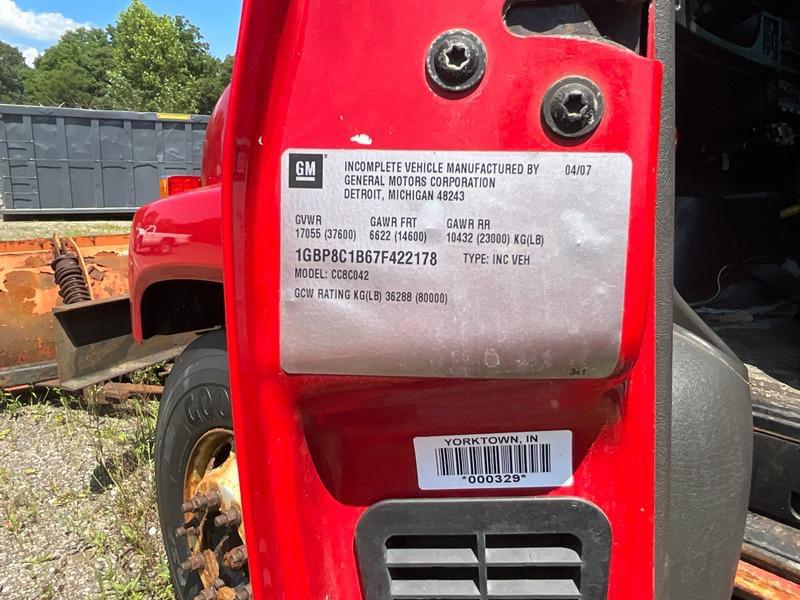 GM
INCOMPLETE VEHICLE MANUFACTURED BY 04/07
GENERAL MOTORS CORPORATION
DETROIT, MICHIGAN 48243
GVWR GAWR FRT GAWR RR
17055 (37600) 6622 (14600) 10432 (23000) KG(LB)
1GBP8C1B67F422178 TYPE: INC VEH
MODEL: CC8C042
GCW RATING KG(LB) 36288 (80000)
341
YORKTOWN, IN
*000329*